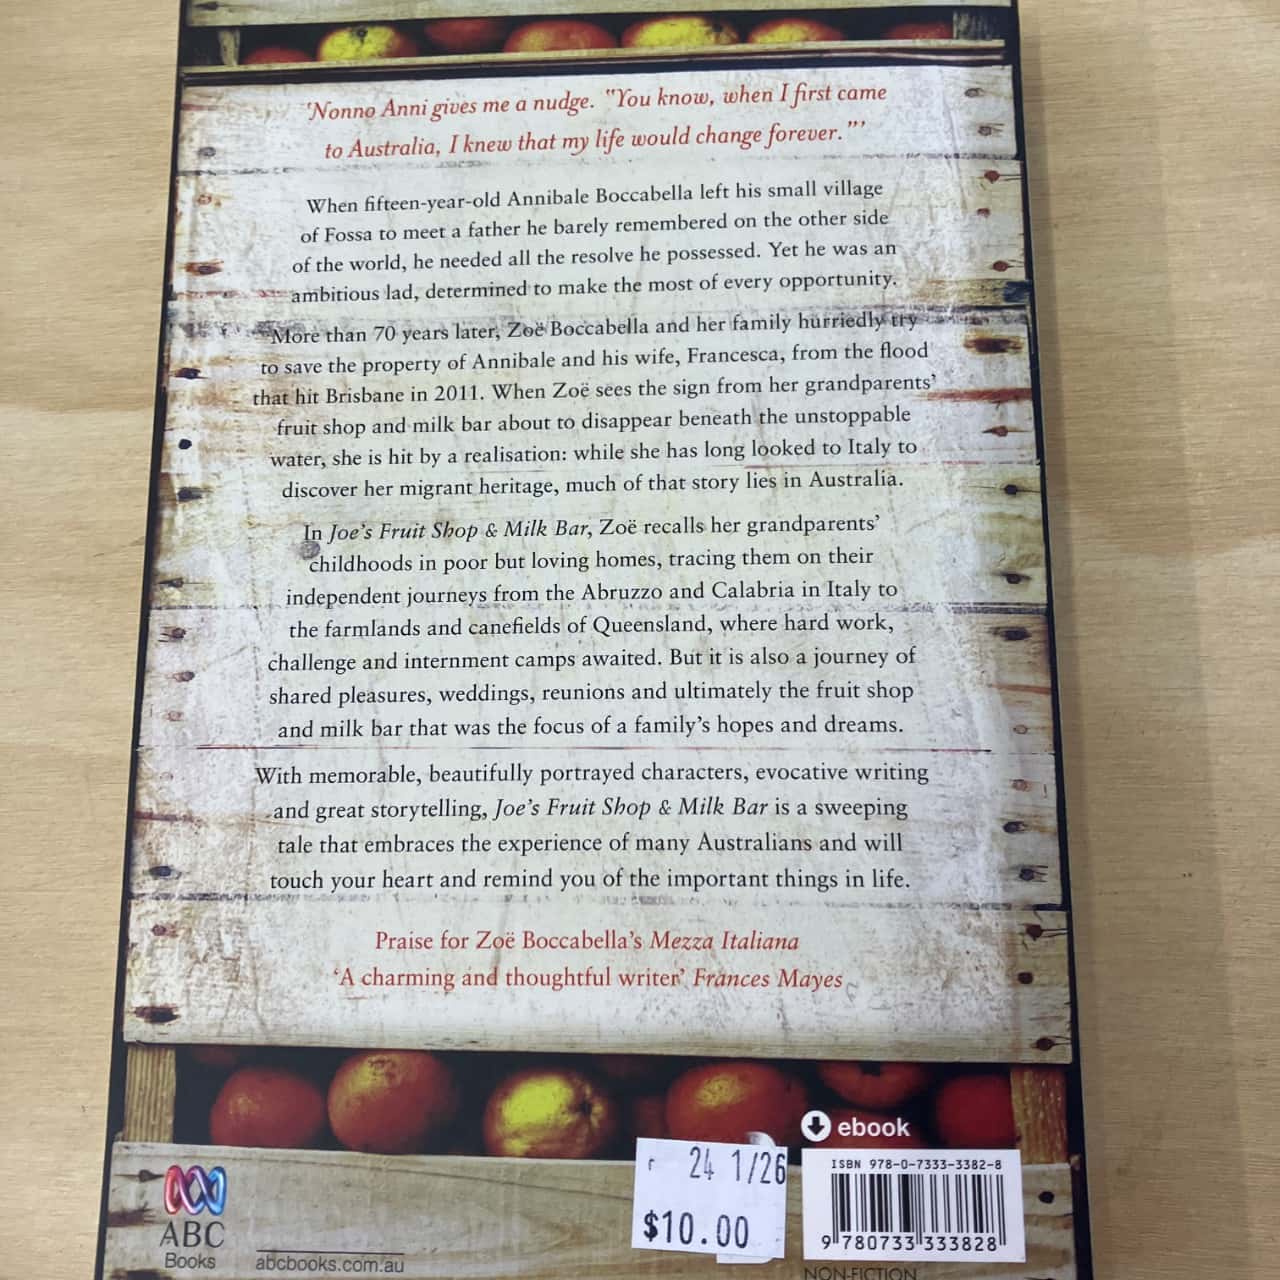 'Nonno Anni gives me a nudge. "You know, when I first came
to Australia, I knew that my life would change forever."'
When fifteen-year-old Annibale Boccabella left his small village
of Fossa to meet a father he barely remembered on the other side
of the world, he needed all the resolve he possessed. Yet he was an
ambitious lad, determined to make the most of every opportunity.
More than 70 years later, Zoë Boccabella and her family hurriedly try
to save the property of Annibale and his wife, Francesca, from the flood
that hit Brisbane in 2011. When Zoë sees the sign from her grandparents'
fruit shop and milk bar about to disappear beneath the unstoppable
water, she is hit by a realisation: while she has long looked to Italy to
discover her migrant heritage, much of that story lies in Australia.
In Joe's Fruit Shop & Milk Bar, Zoë recalls her grandparents'
childhoods in poor but loving homes, tracing them on their
independent journeys from the Abruzzo and Calabria in Italy to
the farmlands and canefields of Queensland, where hard work,
challenge and internment camps awaited. But it is also a journey of
shared pleasures, weddings, reunions and ultimately the fruit shop
and milk bar that was the focus of a family's hopes and dreams.
With memorable, beautifully portrayed characters, evocative writing
and great storytelling, Joe's Fruit Shop & Milk Bar is a sweeping
tale that embraces the experience of many Australians and will
touch your heart and remind you of the important things in life.
Praise for Zoë Boccabella's Mezza Italiana
'A charming and thoughtful writer' Frances Mayes
ebook
ISBN 978-0-7333-3382-8
9 780733 333828
NON-FICTION
r 24 1/26
$10.00
ABC
Books
abcbooks.com.au